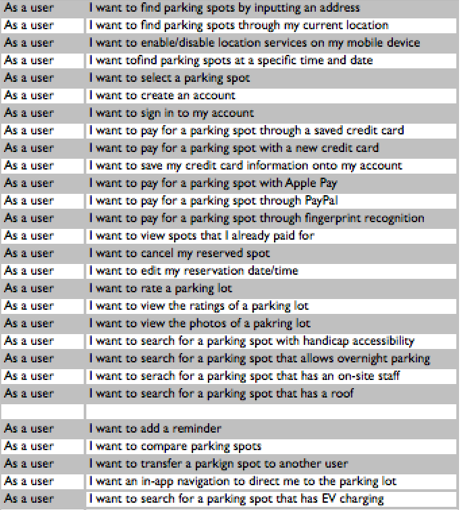 As a user I want to find parking spots by inputting an address
As a user I want to find parking spots through my current location
As a user I want to enable/disable location services on my mobile device
As a user I want tofind parking spots at a specific time and date
As a user I want to select a parking spot
As a user I want to create an account
As a user I want to sign in to my account
As a user I want to pay for a parking spot through a saved credit card
As a user I want to pay for a parking spot with a new credit card
As a user I want to save my credit card information onto my account
As a user I want to pay for a parking spot with Apple Pay
As a user I want to pay for a parking spot through PayPal
As a user I want to pay for a parking spot through fingerprint recognition
As a user I want to view spots that I already paid for
As a user I want to cancel my reserved spot
As a user I want to edit my reservation date/time
As a user I want to rate a parking lot
As a user I want to view the ratings of a parking lot
As a user I want to view the photos of a pakring lot
As a user I want to search for a parking spot with handicap accessibility
As a user I want to search for a parking spot that allows overnight parking
As a user I want to serach for a parking spot that has an on-site staff
As a user I want to search for a parking spot that has a roof
As a user I want to add a reminder
As a user I want to compare parking spots
As a user I want to transfer a parkign spot to another user
As a user I want an in-app navigation to direct me to the parking lot
As a user I want to search for a parking spot that has EV charging